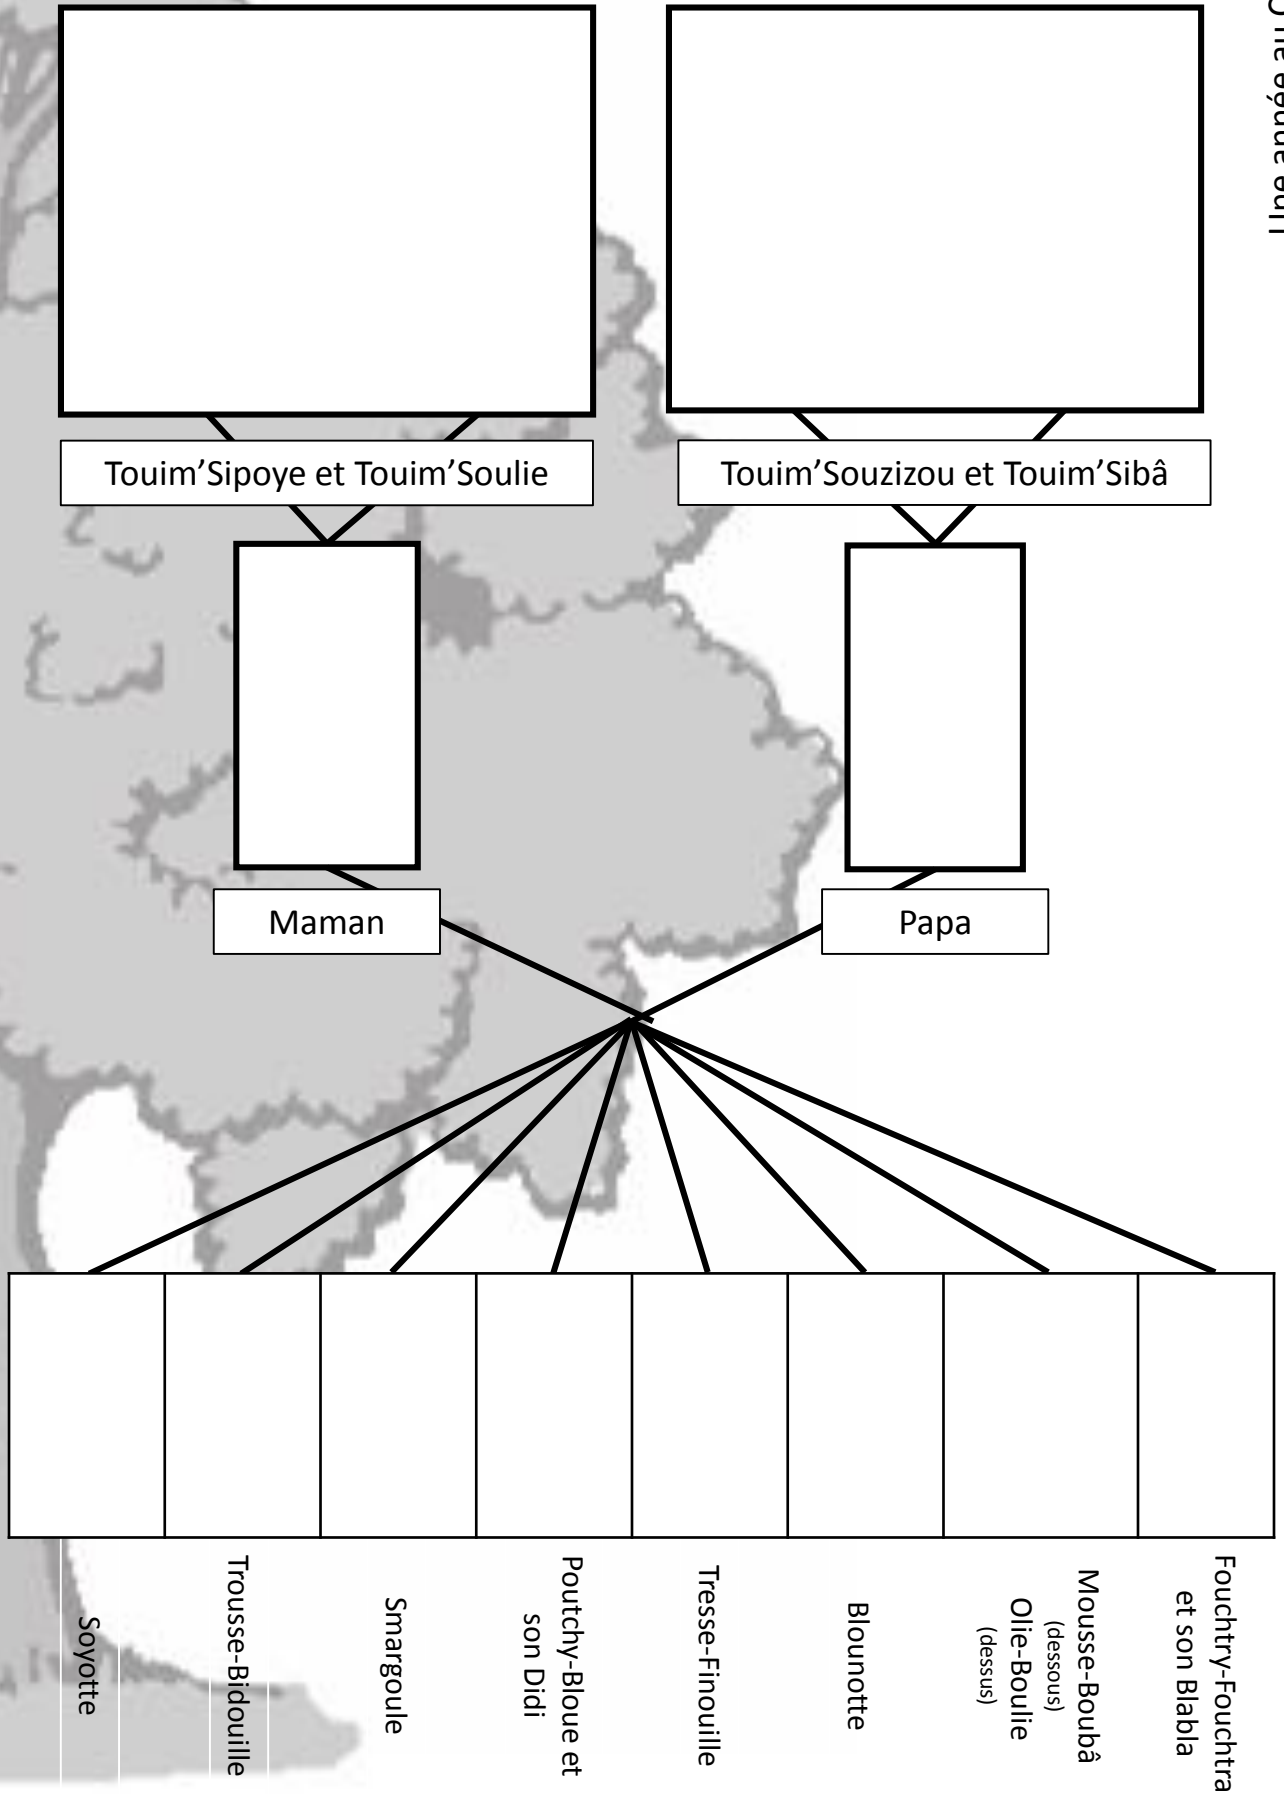 Touim'Sipoye et Touim'Soulie
Touim'Souzizou et Touim'Sibâ
Maman
Papa
Soyotte
Trousse-Bidouille
Smargoule
Poutchy-Bloue et
son Didi
Tresse-Finouille
Blounotte
Mousse-Boubâ
(dessous)
Olie-Boulie
(dessus)
Fouchtry-Fouchtra
et son Blabla